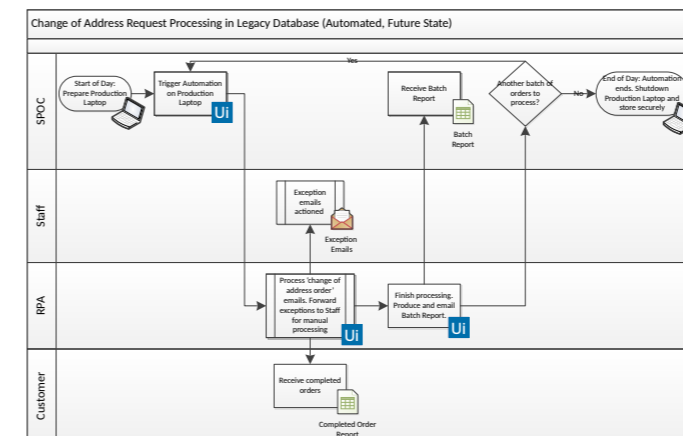 Change of Address Request Processing in Legacy Database (Automated, Future State)
SPOC
Start of Day:
Prepare Production
Laptop
Trigger Automation
on Production
Laptop
Ui
Yes
Receive Batch
Report
Batch
Report
Another batch of
orders to
process?
No
End of Day: Automation
ends. Shutdown
Production Laptop and
store securely
Staff
Exception
emails
actioned
Exception
Emails
RPA
Process 'change of
address order'
emails. Forward
exceptions to Staff
for manual
processing
Ui
Finish processing.
Produce and email
Batch Report.
Ui
Customer
Receive completed
orders
Completed Order
Report